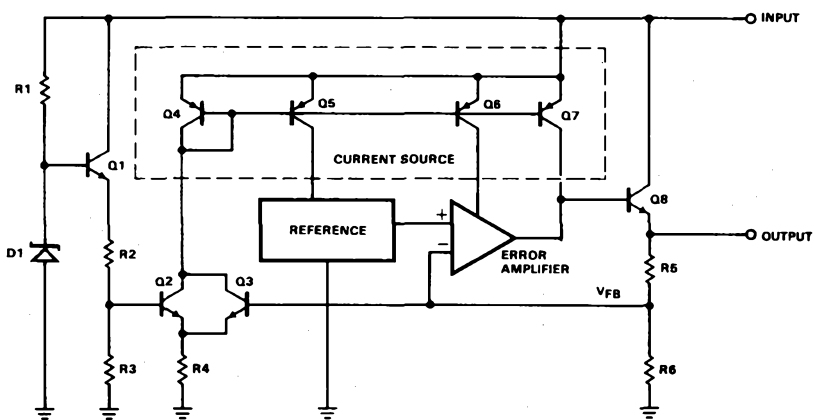 INPUT
R1
Q4
Q5
Q6
Q7
CURRENT SOURCE
Q1
Q8
REFERENCE
+
−
ERROR
AMPLIFIER
OUTPUT
D1
R2
R5
Q2
Q3
VFB
R3
R4
R6